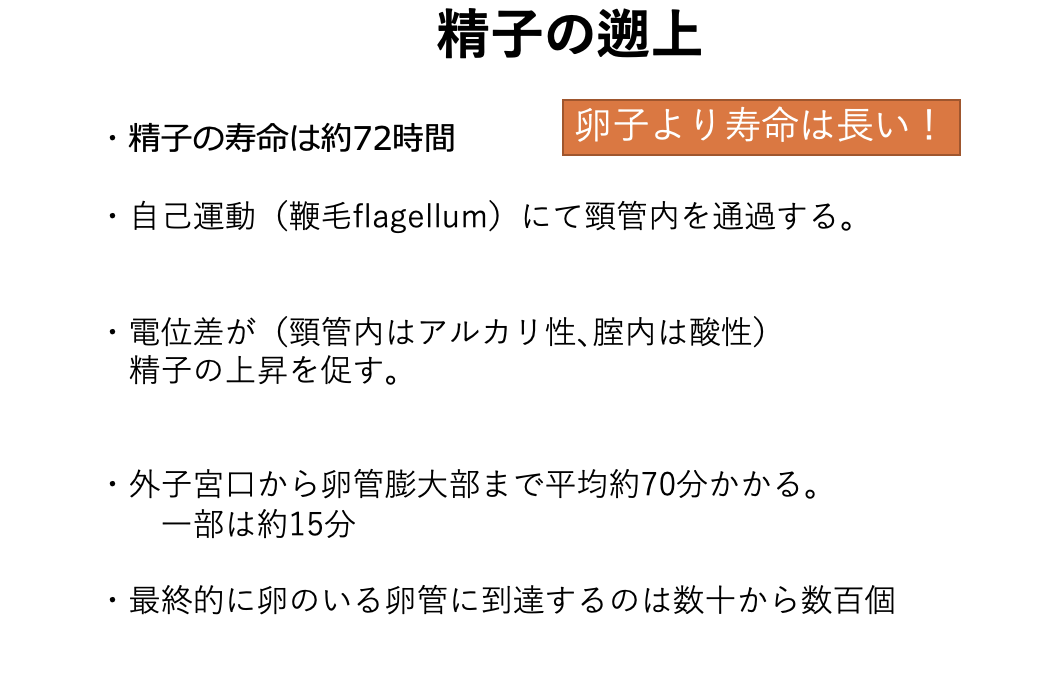 精子の遡上
・精子の寿命は約72時間
卵子より寿命は長い！
・自己運動（鞭毛flagellum）にて頸管内を通過する。
・電位差が（頸管内はアルカリ性、腟内は酸性）
精子の上昇を促す。
・外子宮口から卵管膨大部まで平均約70分かかる。
一部は約15分
・最終的に卵のいる卵管に到達するのは数十から数百個